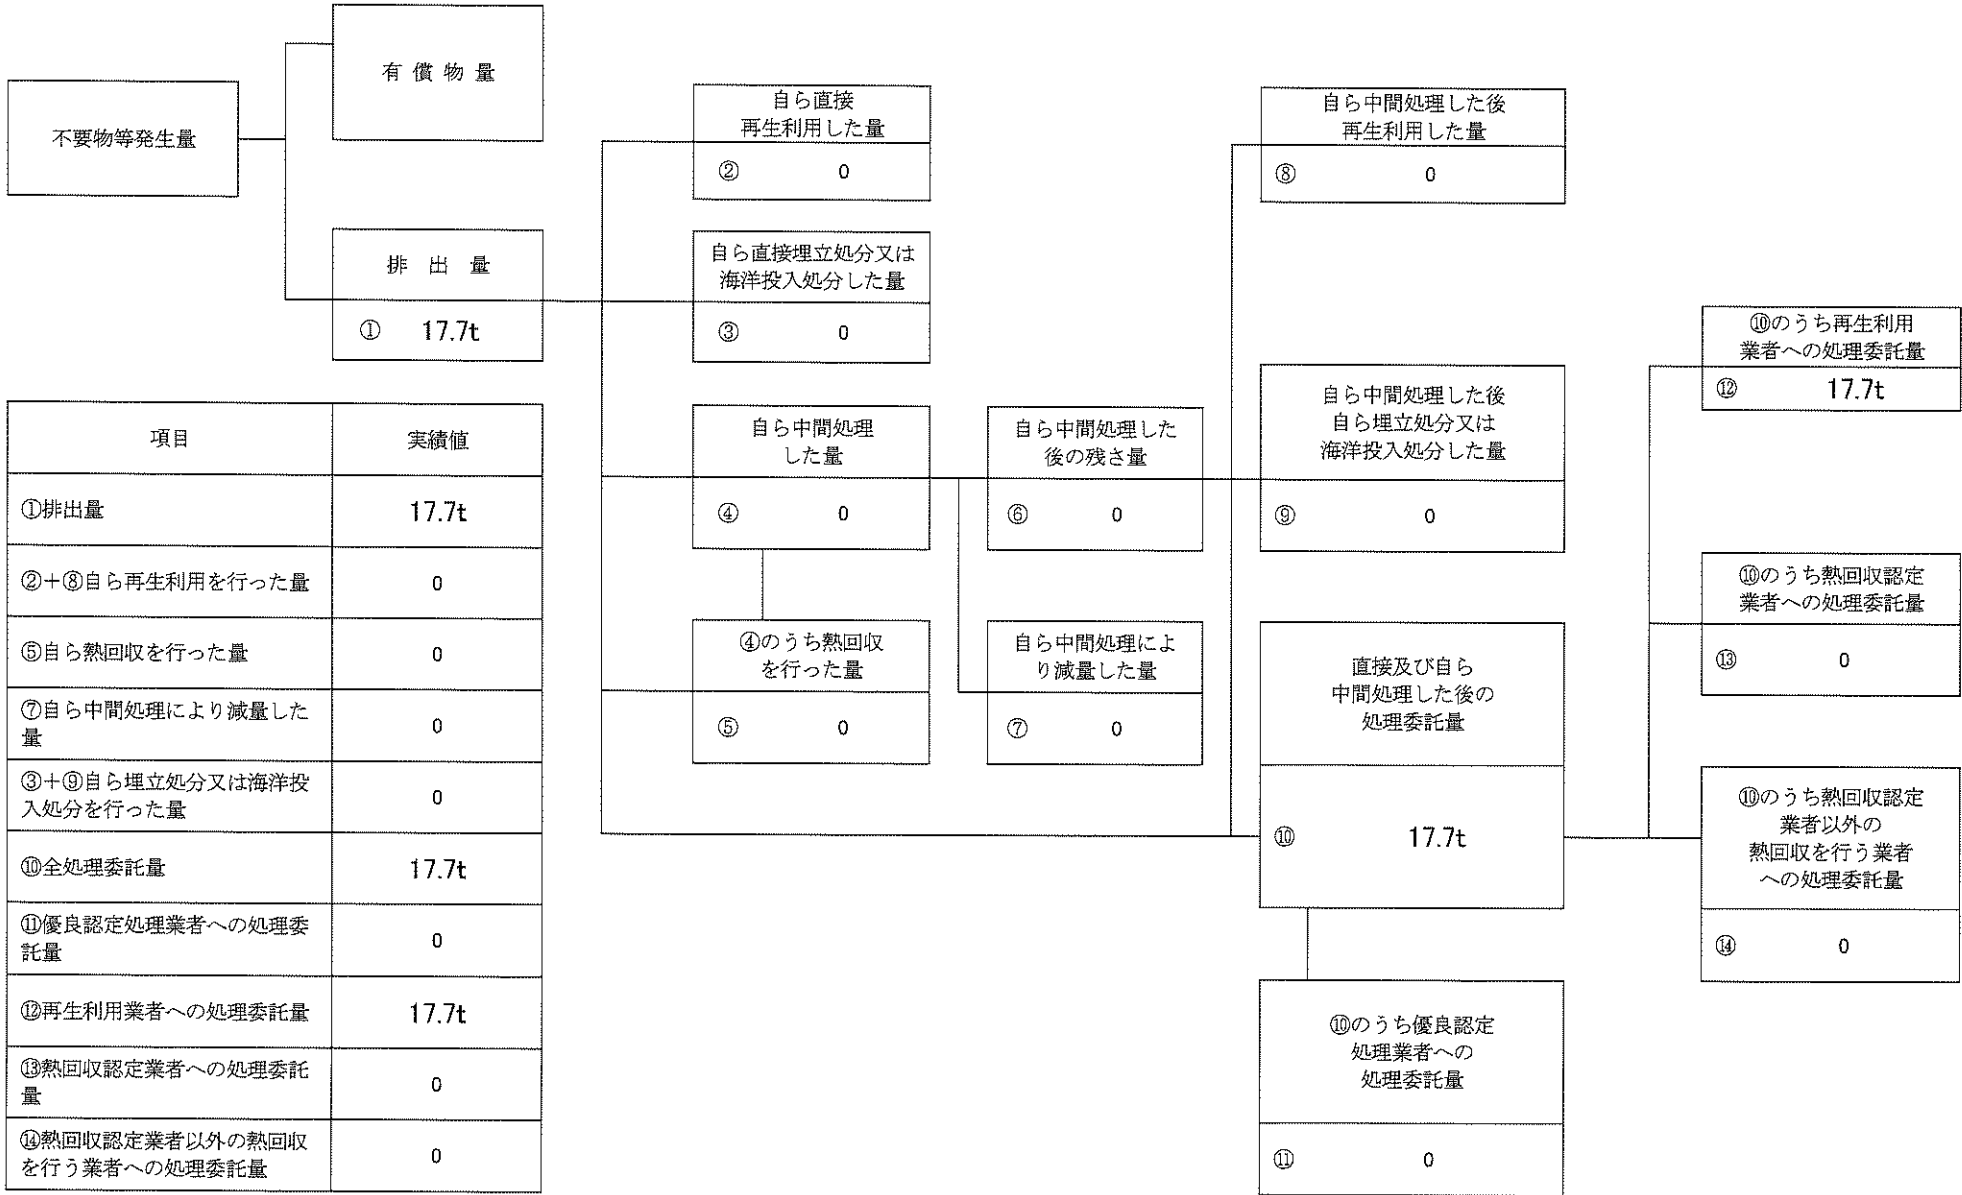 不要物等発生量
有 償 物 量
排 出 量
① 17.7t
自ら直接
再生利用した量
② 0
自ら直接埋立処分又は
海洋投入処分した量
③ 0
自ら中間処理
した量
④ 0
④のうち熱回収
を行った量
⑤ 0
自ら中間処理した
後の残さ量
⑥ 0
自ら中間処理によ
り減量した量
⑦ 0
自ら中間処理した後
再生利用した量
⑧ 0
自ら中間処理した後
自ら埋立処分又は
海洋投入処分した量
⑨ 0
直接及び自ら
中間処理した後の
処理委託量
⑩ 17.7t
⑩のうち優良認定
処理業者への
処理委託量
⑪ 0
⑩のうち再生利用
業者への処理委託量
⑫ 17.7t
⑩のうち熱回収認定
業者への処理委託量
⑬ 0
⑩のうち熱回収認定
業者以外の
熱回収を行う業者
への処理委託量
⑭ 0
項目 実績値
①排出量 17.7t
②＋⑧自ら再生利用を行った量 0
⑤自ら熱回収を行った量 0
⑦自ら中間処理により減量した
量 0
③＋⑨自ら埋立処分又は海洋投
入処分を行った量 0
⑩全処理委託量 17.7t
⑪優良認定処理業者への処理委
託量 0
⑫再生利用業者への処理委託量 17.7t
⑬熱回収認定業者への処理委託
量 0
⑭熱回収認定業者以外の熱回収
を行う業者への処理委託量 0